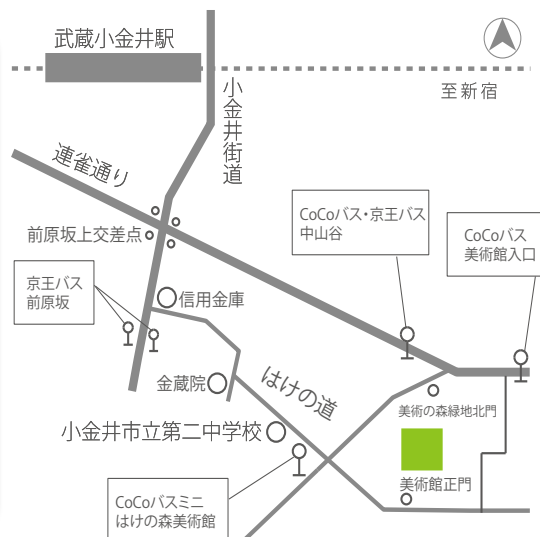 武蔵小金井駅
至新宿
小金井街道
連雀通り
CoCoバス・京王バス
中山谷
CoCoバス
美術館入口
前原坂上交差点
京王バス
前原坂
信用金庫
金蔵院
はけの道
美術の森緑地北門
小金井市立第二中学校
美術館正門
CoCoバスミニ
はけの森美術館